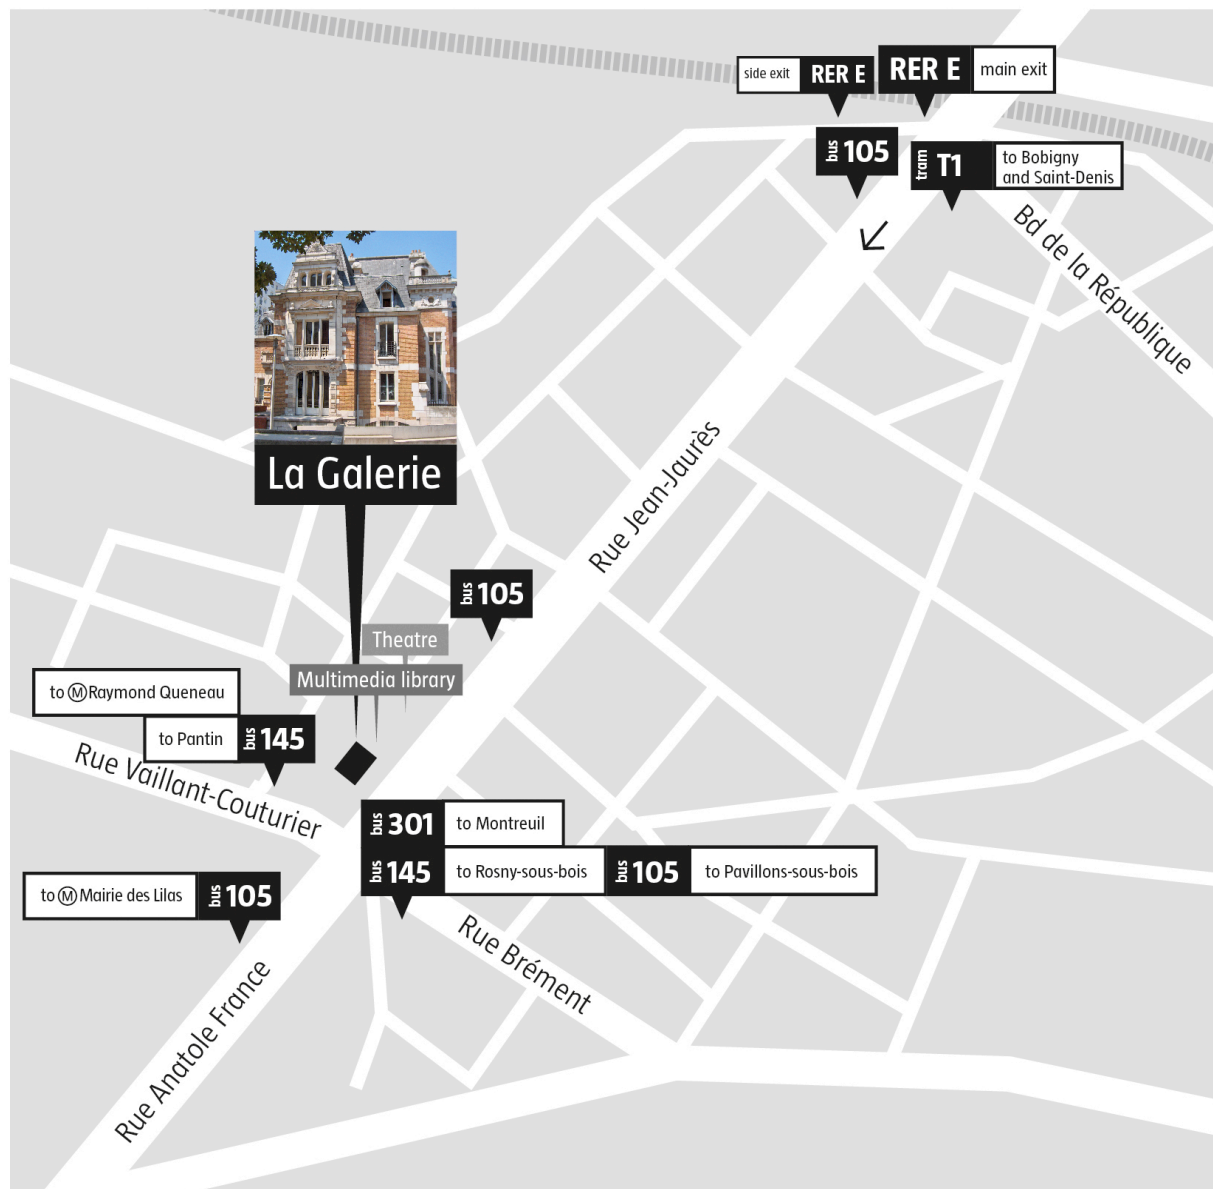 side exit RER E RER E main exit
bus 105
tram T1 to Bobigny
and Saint-Denis
Bd de la République
La Galerie
Rue Jean-Jaurès
bus 105
Theatre
Multimedia library
to M Raymond Queneau
to Pantin bus 145
Rue Vaillant-Couturier
bus 301 to Montreuil
bus 145 to Rosny-sous-bois bus 105 to Pavillons-sous-bois
to M Mairie des Lilas bus 105
Rue Brément
Rue Anatole France